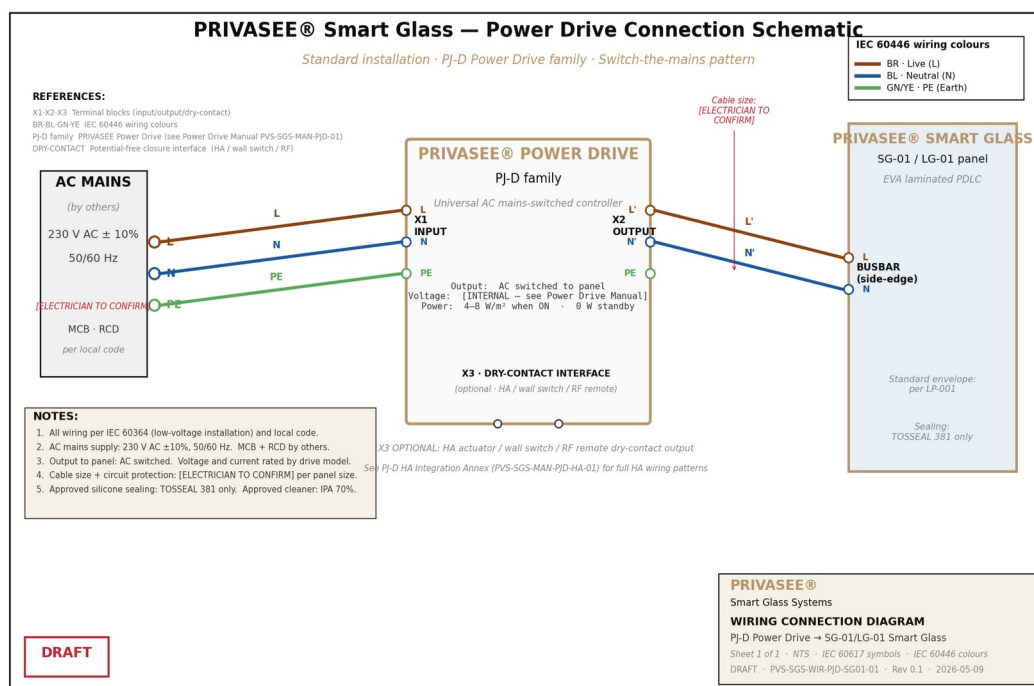 PRIVASEE® Smart Glass — Power Drive Connection Schematic
Standard installation · PJ-D Power Drive family · Switch-the-mains pattern
IEC 60446 wiring colours
BR · Live (L)
BL · Neutral (N)
GN/YE · PE (Earth)
REFERENCES:
X1·X2·X3 Terminal blocks (input/output/dry-contact)
BR·BL·GN·YE IEC 60446 wiring colours
PJ-D family PRIVASEE Power Drive (see Power Drive Manual PVS-SGS-MAN-PJD-01)
DRY-CONTACT Potential-free closure interface (HA / wall switch / RF)
AC MAINS
(by others)
230 V AC ± 10%
50/60 Hz
[ELECTRICIAN TO CONFIRM]
MCB · RCD
per local code
L
N
PE
L
N
PE
PRIVASEE® POWER DRIVE
PJ-D family
Universal AC mains-switched controller
L
X1
INPUT
N
PE
L'
X2
OUTPUT
N'
PE
Output: AC switched to panel
Voltage: [INTERNAL — see Power Drive Manual]
Power: 4–8 W/m² when ON · 0 W standby
X3 · DRY-CONTACT INTERFACE
(optional · HA / wall switch / RF remote)
X3 OPTIONAL: HA actuator / wall switch / RF remote dry-contact output
See PJ-D HA Integration Annex (PVS-SGS-MAN-PJD-HA-01) for full HA wiring patterns
Cable size:
[ELECTRICIAN TO
CONFIRM]
L'
N'
PRIVASEE® SMART GLASS
SG-01 / LG-01 panel
EVA laminated PDLC
L
BUSBAR
(side-edge)
N
Standard envelope:
per LP-001
Sealing:
TOSSEAL 381 only
NOTES:
1. All wiring per IEC 60364 (low-voltage installation) and local code.
2. AC mains supply: 230 V AC ±10%, 50/60 Hz. MCB + RCD by others.
3. Output to panel: AC switched. Voltage and current rated by drive model.
4. Cable size + circuit protection: [ELECTRICIAN TO CONFIRM] per panel size.
5. Approved silicone sealing: TOSSEAL 381 only. Approved cleaner: IPA 70%.
DRAFT
PRIVASEE®
Smart Glass Systems
WIRING CONNECTION DIAGRAM
PJ-D Power Drive → SG-01/LG-01 Smart Glass
Sheet 1 of 1 · NTS · IEC 60617 symbols · IEC 60446 colours
DRAFT · PVS-SGS-WIR-PJD-SG01-01 · Rev 0.1 · 2026-05-09